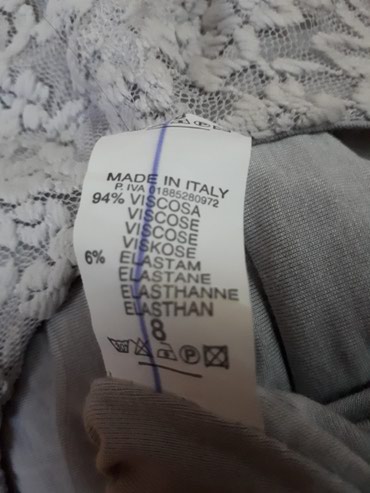 MADE IN ITALY
P. IVA 01885280972
94% VISCOSA
VISCOSE
VISCOSE
VISKOSE
6% ELASTAM
ELASTANE
ELASTHANNE
ELASTHAN
8
P